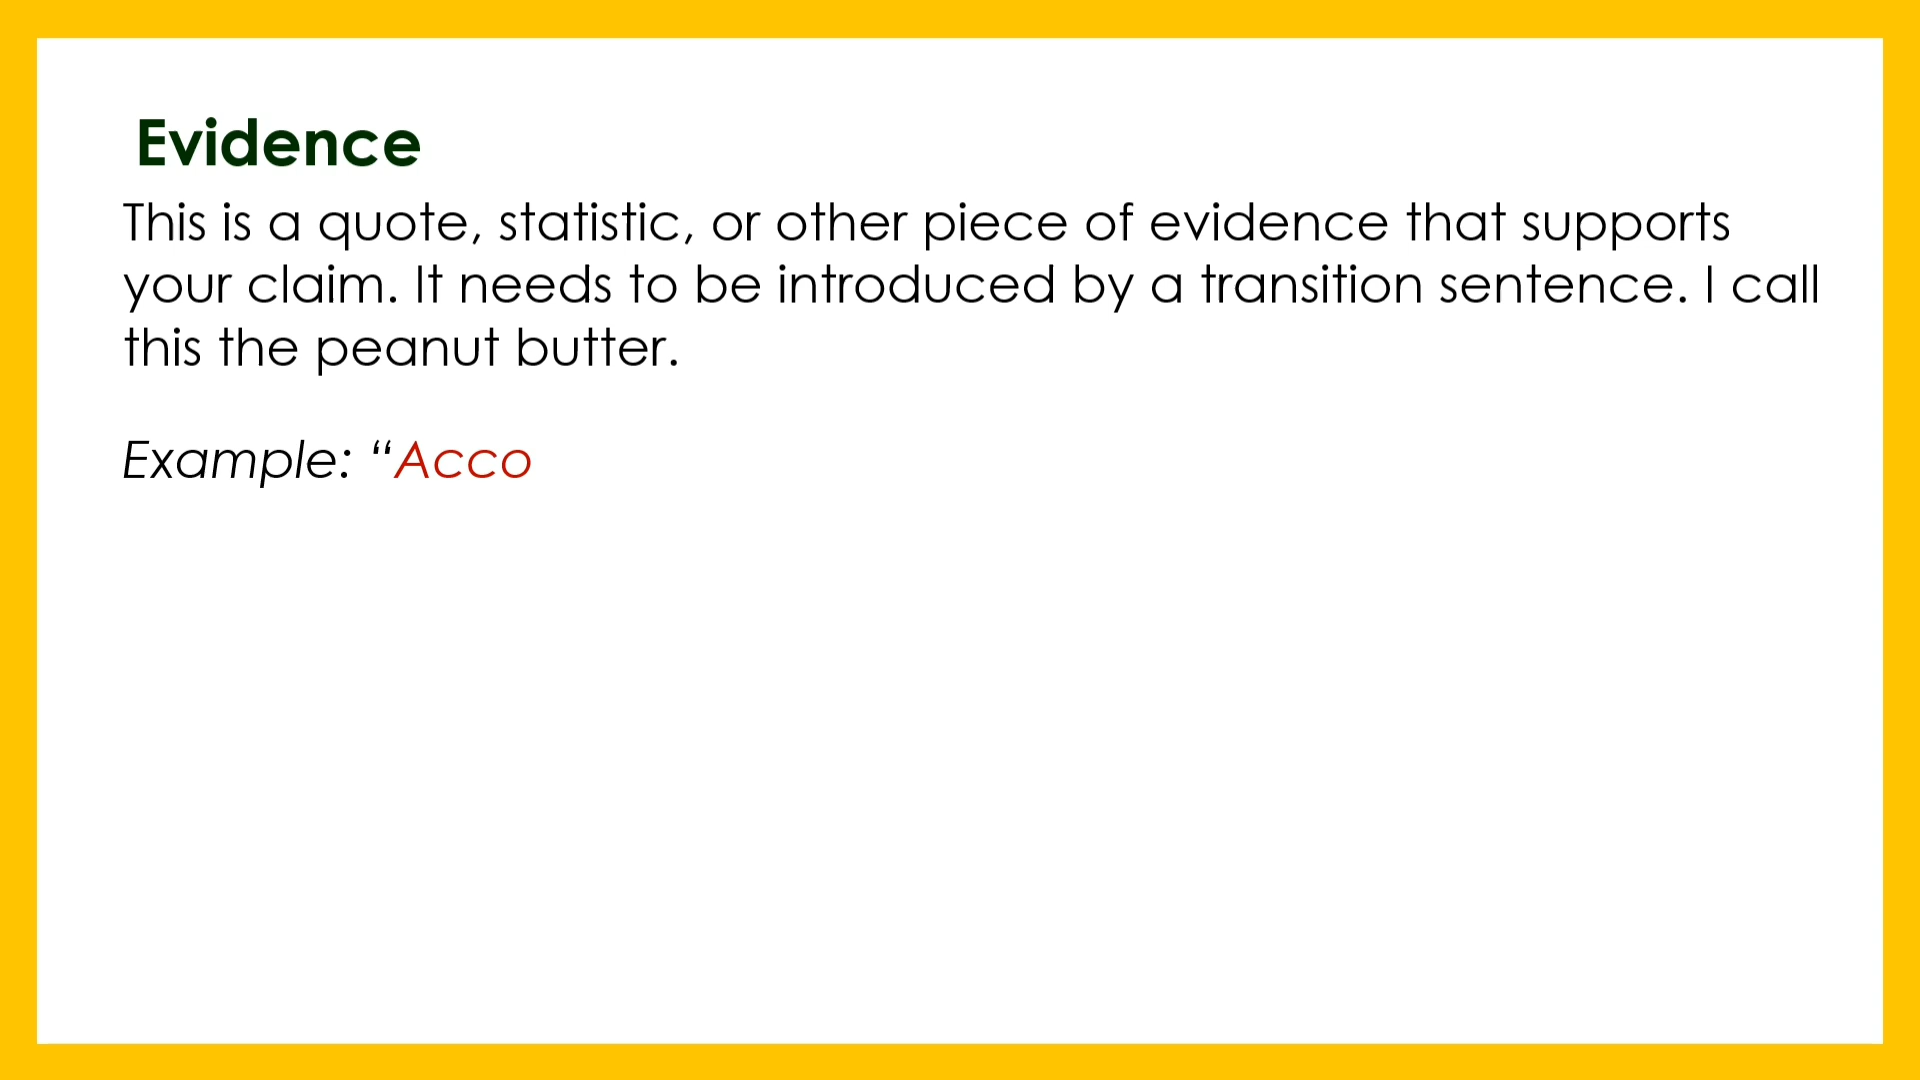 Evidence
This is a quote, statistic, or other piece of evidence that supports
your claim. It needs to be introduced by a transition sentence. I call
this the peanut butter.
Example: “Acco